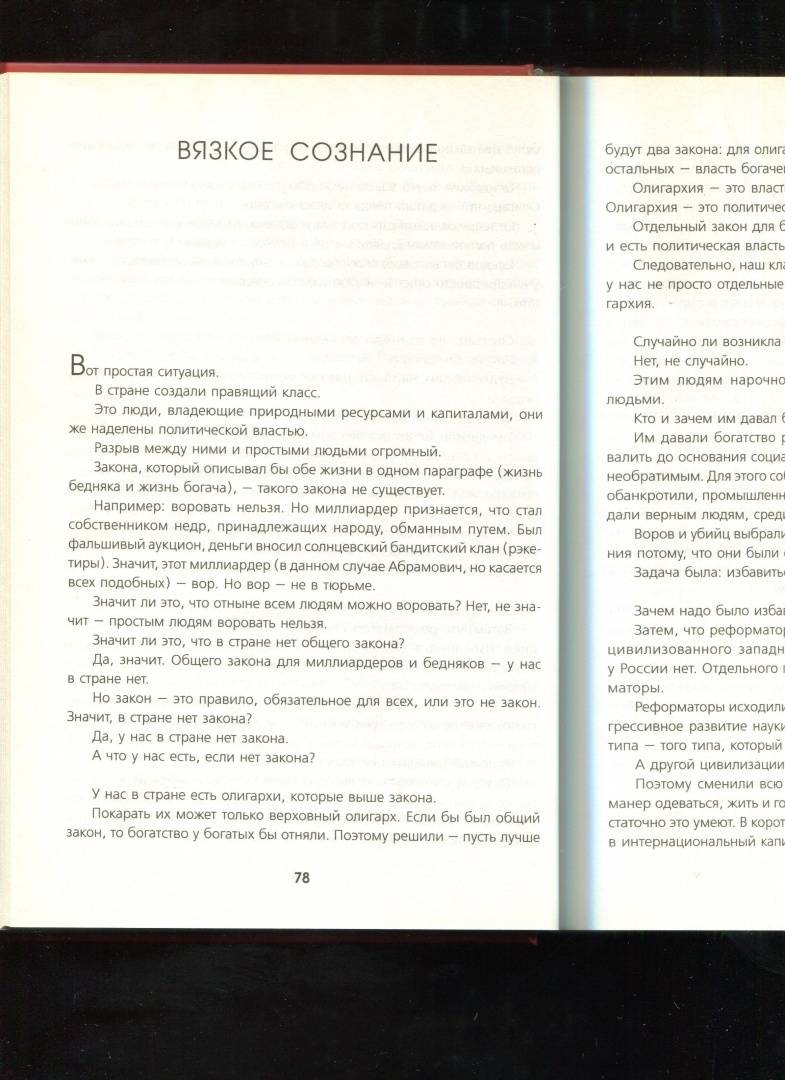 ВЯЗКОЕ СОЗНАНИЕ
Вот простая ситуация.
В стране создали правящий класс.
Это люди, владеющие природными ресурсами и капиталами, они
же наделены политической властью.
Разрыв между ними и простыми людьми огромный.
Закона, который описывал бы обе жизни в одном параграфе (жизнь
бедняка и жизнь богача), – такого закона не существует.
Например: воровать нельзя. Но миллиардер признается, что стал
собственником недр, принадлежащих народу, обманным путем. Был
фальшивый аукцион, деньги вносил солнцевский бандитский клан (рэке-
тиры). Значит, этот миллиардер (в данном случае Абрамович, но касается
всех подобных) – вор. Но вор – не в тюрьме.
Значит ли это, что отныне всем людям можно воровать? Нет, не зна-
чит – простым людям воровать нельзя.
Значит ли это, что в стране нет общего закона?
Да, значит. Общего закона для миллиардеров и бедняков – у нас
в стране нет.
Но закон – это правило, обязательное для всех, или это не закон.
Значит, в стране нет закона?
Да, у нас в стране нет закона.
А что у нас есть, если нет закона?
У нас в стране есть олигархи, которые выше закона.
Покарать их может только верховный олигарх. Если бы был общий
закон, то богатство у богатых бы отняли. Поэтому решили – пусть лучше
78
будут два закона: для олига
остальных – власть богаче
Олигархия – это власт
Олигархия – это политичес
Отдельный закон для б
и есть политическая власть
Следовательно, наш кла
у нас не просто отдельные
гархия.
Случайно ли возникла
Нет, не случайно.
Этим людям нарочно
людьми.
Кто и зачем им давал б
Им давали богатство р
валить до основания социа
необратимым. Для этого соб
обанкротили, промышленн
дали верным людям, среди
Воров и убийц выбрали
ния потому, что они были с
Задача была: избавитьс
Зачем надо было избав
Затем, что реформатор
цивилизованного западн
у России нет. Отдельного п
маторы.
Реформаторы исходили
грессивное развитие науки
типа – того типа, который
А другой цивилизации
Поэтому сменили всю
манер одеваться, жить и го
статочно это умеют. В корот
в интернациональный капи